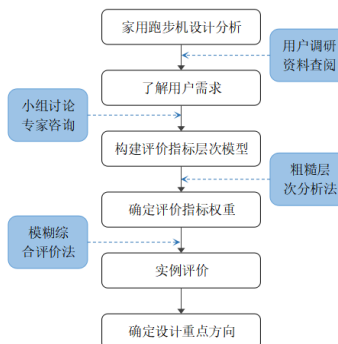 家用跑步机设计分析
用户调研
资料查阅
了解用户需求
小组讨论
专家咨询
构建评价指标层次模型
粗糙层
次分析法
确定评价指标权重
模糊综
合评价法
实例评价
确定设计重点方向